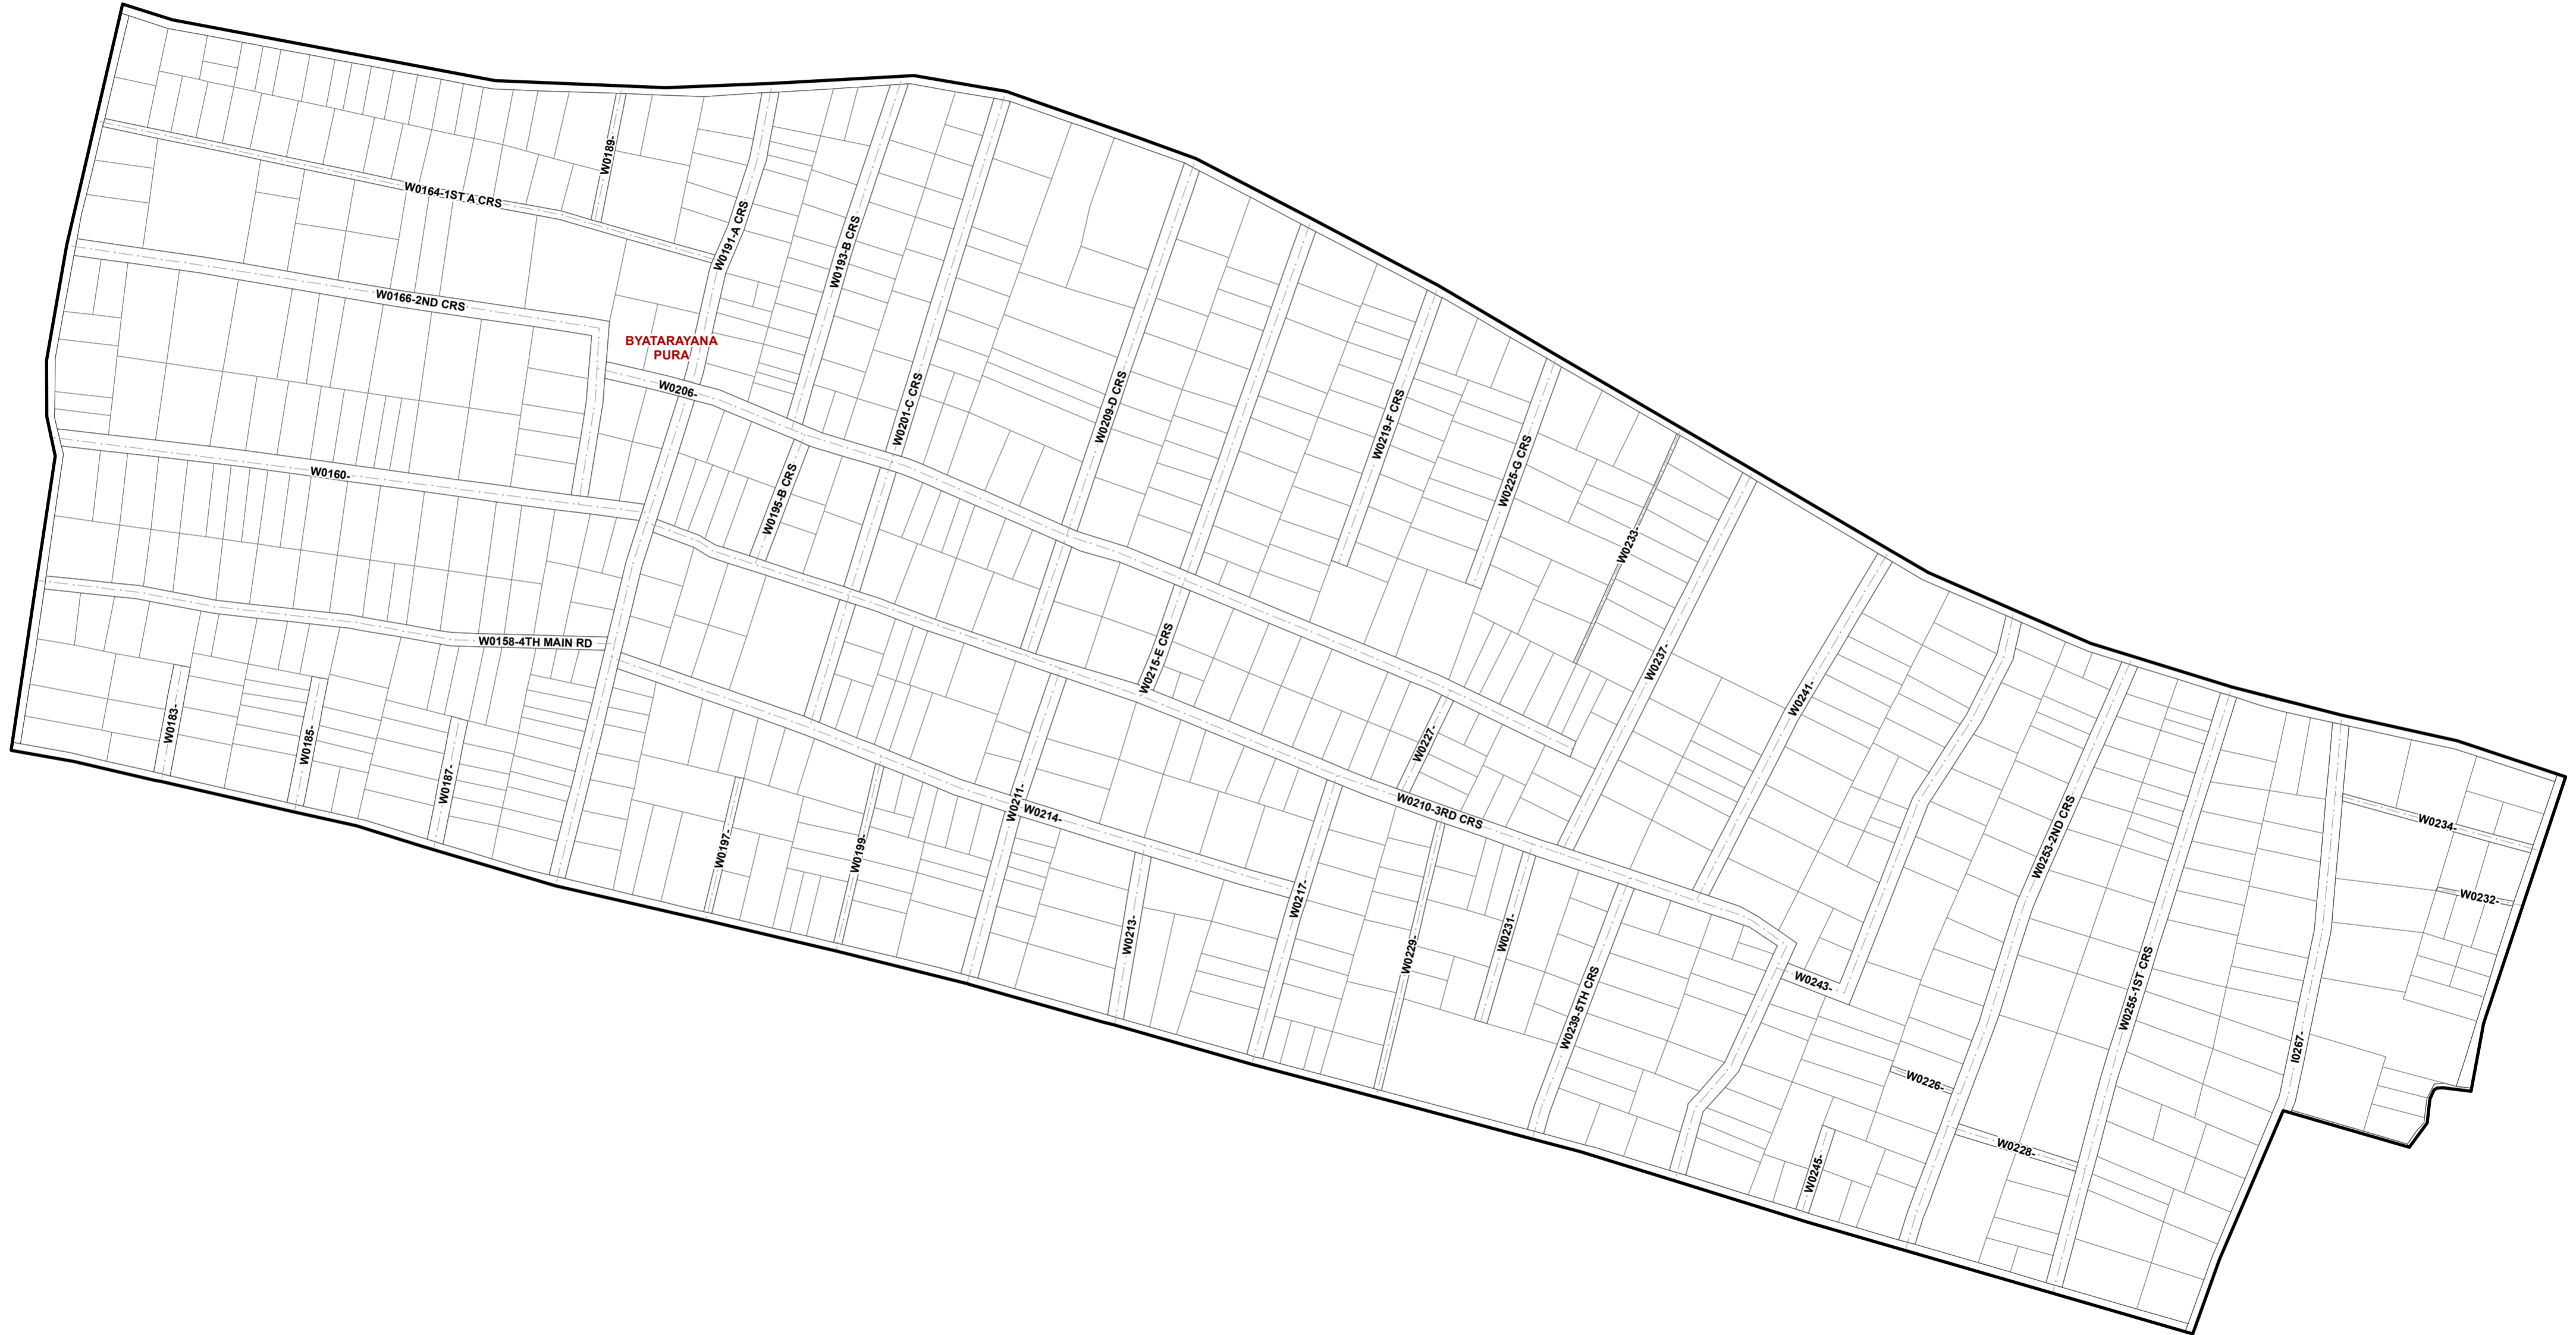 W0189-
W0164-1ST A CRS
W0191-A CRS
W0193-B CRS
W0166-2ND CRS
BYATARAYANA
PURA
W0206-
W0201-C CRS
W0209-D CRS
W0219-F CRS
W0225-G CRS
W0160-
W0195-B CRS
W0233-
W0158-4TH MAIN RD
W0215-E CRS
W0237-
W0241-
W0183-
W0185-
W0187-
W0227-
W0211-
W0214-
W0210-3RD CRS
W0197-
W0199-
W0253-2ND CRS
W0234-
W0217-
W0232-
W0213-
W0229-
W0231-
W0243-
W0239-5TH CRS
W0255-1ST CRS
I0267-
W0226-
W0228-
W0245-